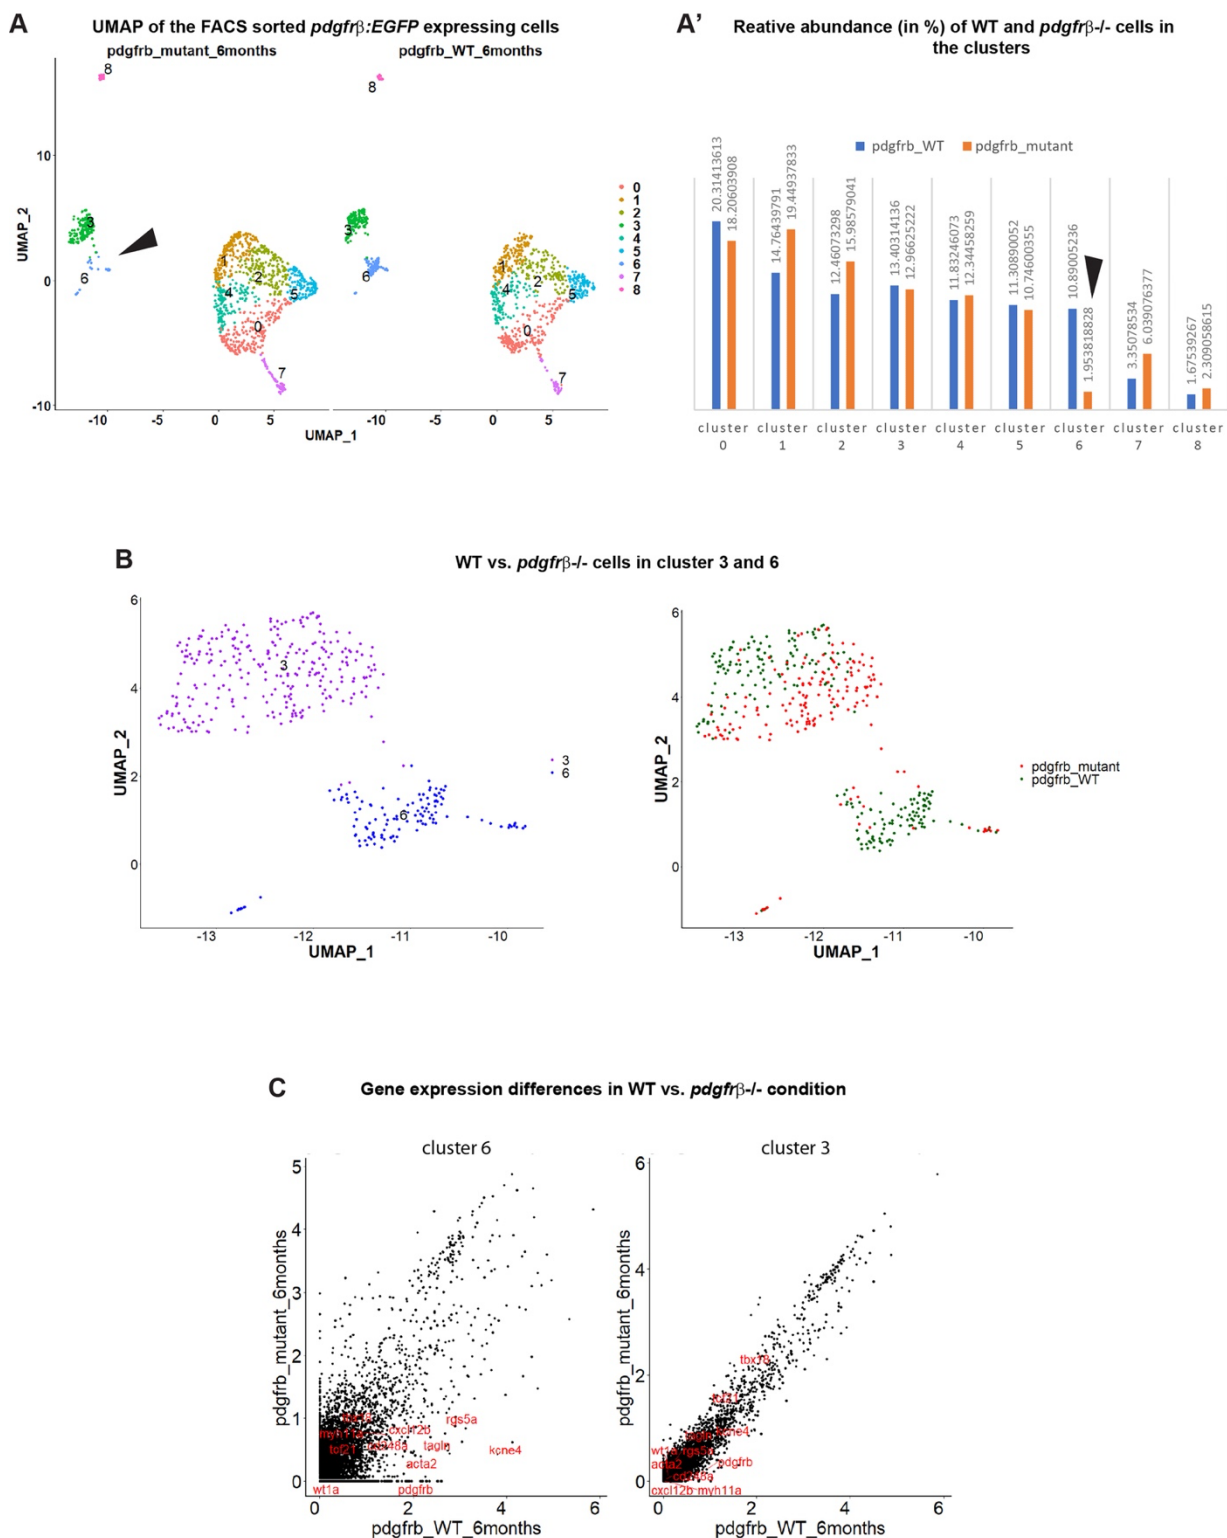 A
UMAP of the FACS sorted pdgfrβ:EGFP expressing cells
pdgfrb_mutant_6months
pdgfrb_WT_6months
8
8
10
0
-10
UMAP_2
3
6
1
2
4
5
0
7
3
6
1
2
4
5
0
7
-10
-5
0
5
-10
-5
0
5
UMAP_1
0
1
2
3
4
5
6
7
8
A'
Reative abundance (in %) of WT and pdgfrβ-/- cells in
the clusters
pdgfrb_WT
pdgfrb_mutant
20.31413613
18.20603908
14.76439791
19.44937833
12.46073298
15.98579041
13.40314136
12.96625222
11.83246073
12.34458259
11.30890052
10.74600355
10.89005236
1.953818828
3.35078534
6.039076377
1.67539267
2.309058615
cluster cluster cluster cluster cluster cluster cluster cluster cluster
0 1 2 3 4 5 6 7 8
B
WT vs. pdgfrβ-/- cells in cluster 3 and 6
6
4
2
0
UMAP_2
3
6
3
6
-13 -12 -11 -10
UMAP_1
6
4
2
0
UMAP_2
pdgfrb_mutant
pdgfrb_WT
-13 -12 -11 -10
UMAP_1
C
Gene expression differences in WT vs. pdgfrβ-/- condition
cluster 6
5
4
3
2
1
0
pdgfrb_mutant_6months
rgs5a
cxcl12b
myh11a
tcf21
tagln
kcne4
acta2
wt1a
pdgfrb
0 2 4 6
pdgfrb_WT_6months
cluster 3
6
4
2
0
pdgfrb_mutant_6months
tbx18
kcne4
rgs5a
acta2
pdgfrb
cxcl12b
myh11a
0 2 4 6
pdgfrb_WT_6months